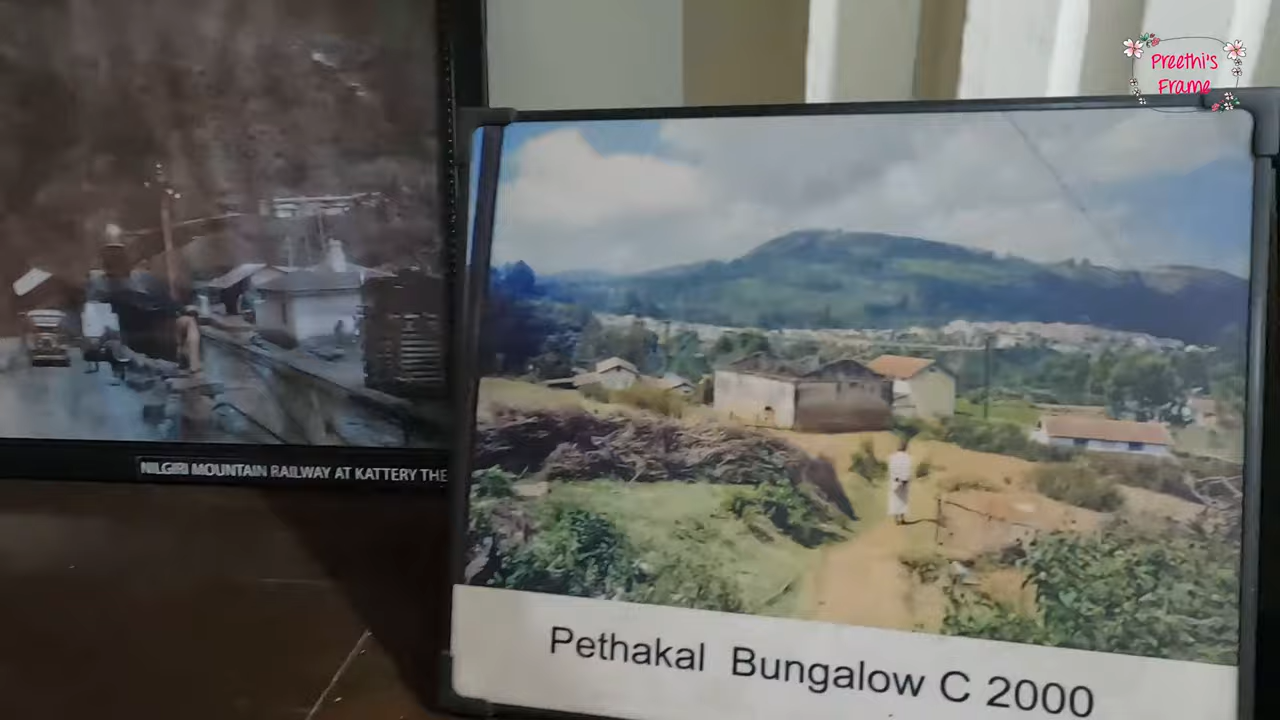 Preethi's
Frame
NILGIRI MOUNTAIN RAILWAY AT KATTERY THE
Pethakal Bungalow C 2000